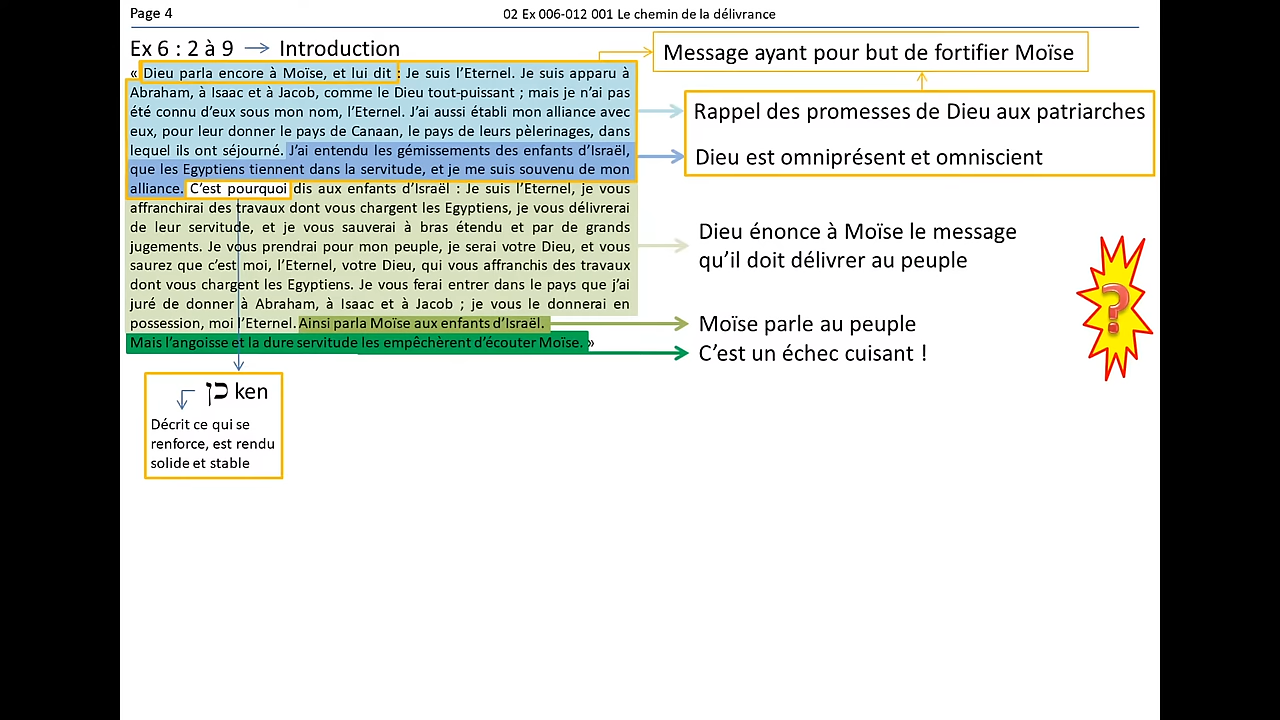 Page 4
02 Ex 006-012 001 Le chemin de la délivrance
Ex 6 : 2 à 9 → Introduction
« Dieu parla encore à Moïse, et lui dit : Je suis l’Eternel. Je suis apparu à
Abraham, à Isaac et à Jacob, comme le Dieu tout-puissant ; mais je n’ai pas
été connu d’eux sous mon nom, l’Eternel. J’ai aussi établi mon alliance avec
eux, pour leur donner le pays de Canaan, le pays de leurs pèlerinages, dans
lequel ils ont séjourné. J’ai entendu les gémissements des enfants d’Israël,
que les Egyptiens tiennent dans la servitude, et je me suis souvenu de mon
alliance. C’est pourquoi dis aux enfants d’Israël : Je suis l’Eternel, je vous
affranchirai des travaux dont vous chargent les Egyptiens, je vous délivrerai
de leur servitude, et je vous sauverai à bras étendu et par de grands
jugements. Je vous prendrai pour mon peuple, je serai votre Dieu, et vous
saurez que c’est moi, l’Eternel, votre Dieu, qui vous affranchis des travaux
dont vous chargent les Egyptiens. Je vous ferai entrer dans le pays que j’ai
juré de donner à Abraham, à Isaac et à Jacob ; je vous le donnerai en
possession, moi l’Eternel. Ainsi parla Moïse aux enfants d’Israël.
Mais l’angoisse et la dure servitude les empêchèrent d’écouter Moïse. »
Message ayant pour but de fortifier Moïse
Rappel des promesses de Dieu aux patriarches
Dieu est omniprésent et omniscient
Dieu énonce à Moïse le message
qu’il doit délivrer au peuple
Moïse parle au peuple
C’est un échec cuisant !
?
כן ken
Décrit ce qui se
renforce, est rendu
solide et stable